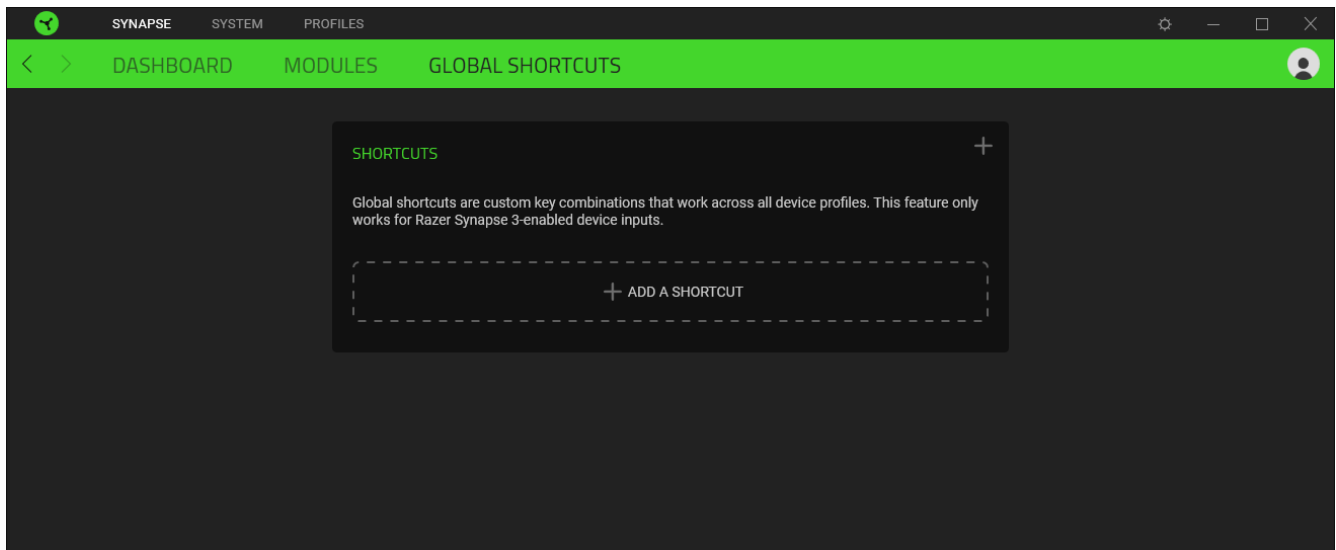 SYNAPSE SYSTEM PROFILES
DASHBOARD MODULES GLOBAL SHORTCUTS
SHORTCUTS
Global shortcuts are custom key combinations that work across all device profiles. This feature only
works for Razer Synapse 3-enabled device inputs.
ADD A SHORTCUT